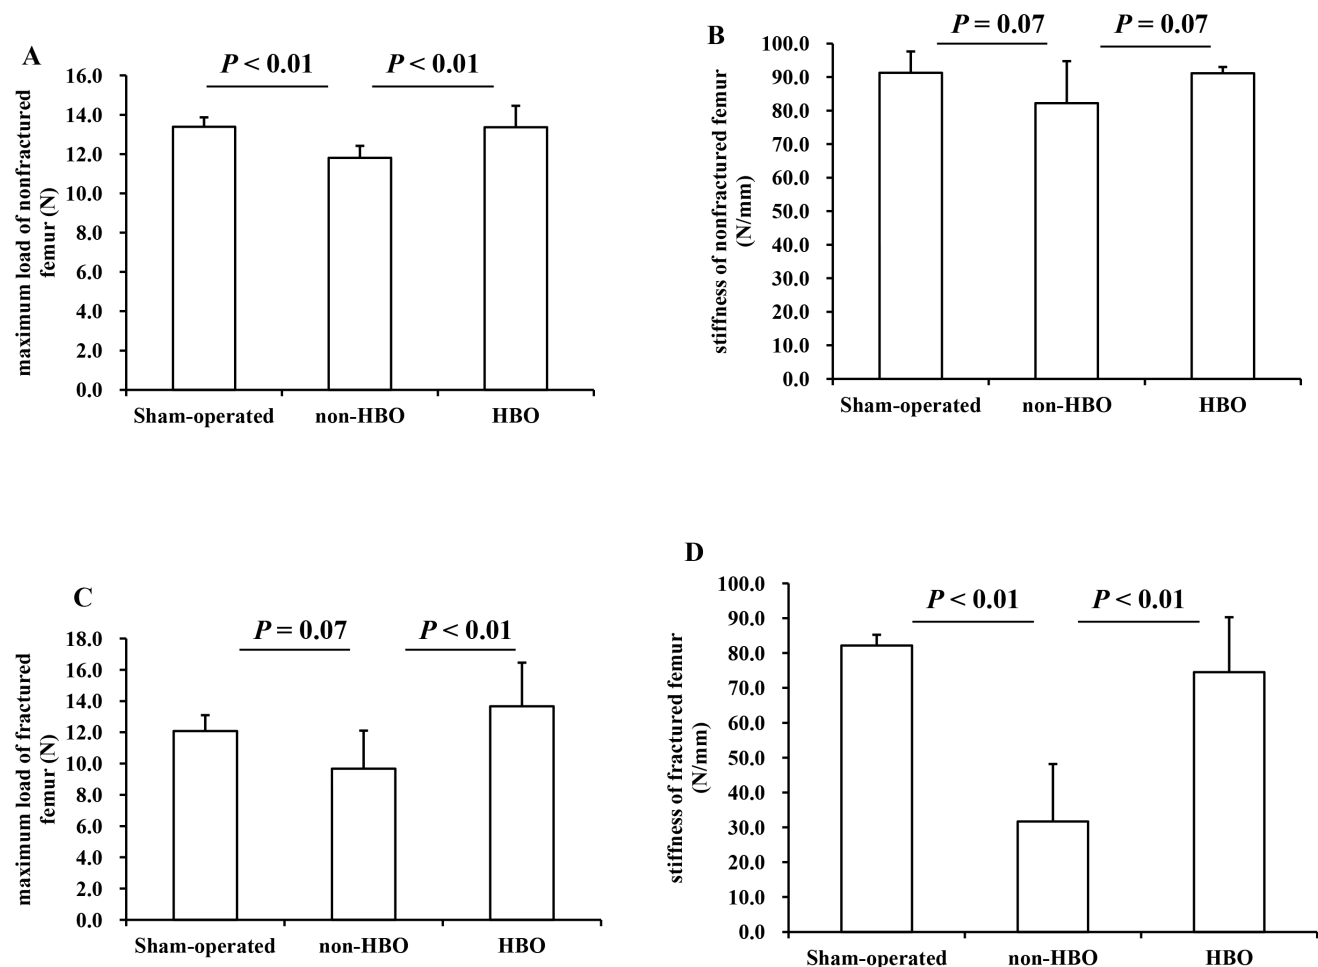 A
P < 0.01
P < 0.01
maximum load of nonfractured
femur (N)
16.0
14.0
12.0
10.0
8.0
6.0
4.0
2.0
0.0
Sham-operated
non-HBO
HBO
B
P = 0.07
P = 0.07
stiffness of nonfractured femur
(N/mm)
100.0
90.0
80.0
70.0
60.0
50.0
40.0
30.0
20.0
10.0
0.0
Sham-operated
non-HBO
HBO
C
P = 0.07
P < 0.01
maximum load of fractured
femur (N)
18.0
16.0
14.0
12.0
10.0
8.0
6.0
4.0
2.0
0.0
Sham-operated
non-HBO
HBO
D
P < 0.01
P < 0.01
stiffness of fractured femur
(N/mm)
100.0
90.0
80.0
70.0
60.0
50.0
40.0
30.0
20.0
10.0
0.0
Sham-operated
non-HBO
HBO